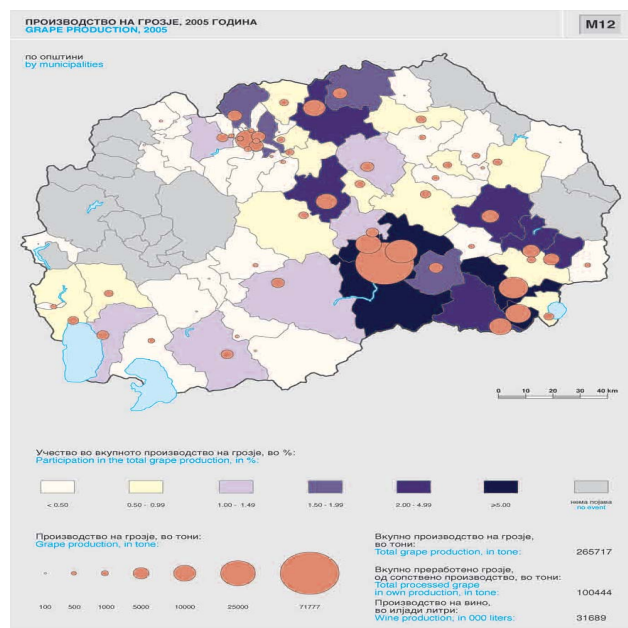 ПРОИЗВОДСТВО НА ГРОЗЈЕ, 2005 ГОДИНА
GRAPE PRODUCTION, 2005
M12
по општини
by municipalities
0 10 20 30 40 km
Учество во вкупното производство на грозје, во %:
Participation in the total grape production, in %:
< 0.50
0.50 - 0.99
1.00 - 1.49
1.50 - 1.99
2.00 - 4.99
≥5.00
нема појава
no event
Производство на грозје, во тони:
Grape production, in tone:
100 500 1000 5000 10000 25000 71777
Вкупно производство на грозје,
во тони:
Total grape production, in tone: 265717
Вкупно преработено грозје,
од сопствено производство, во тони:
Total processed grape
in own production, in tone: 100444
Производство на вино,
во илјади литри:
Wine production; in 000 liters: 31689